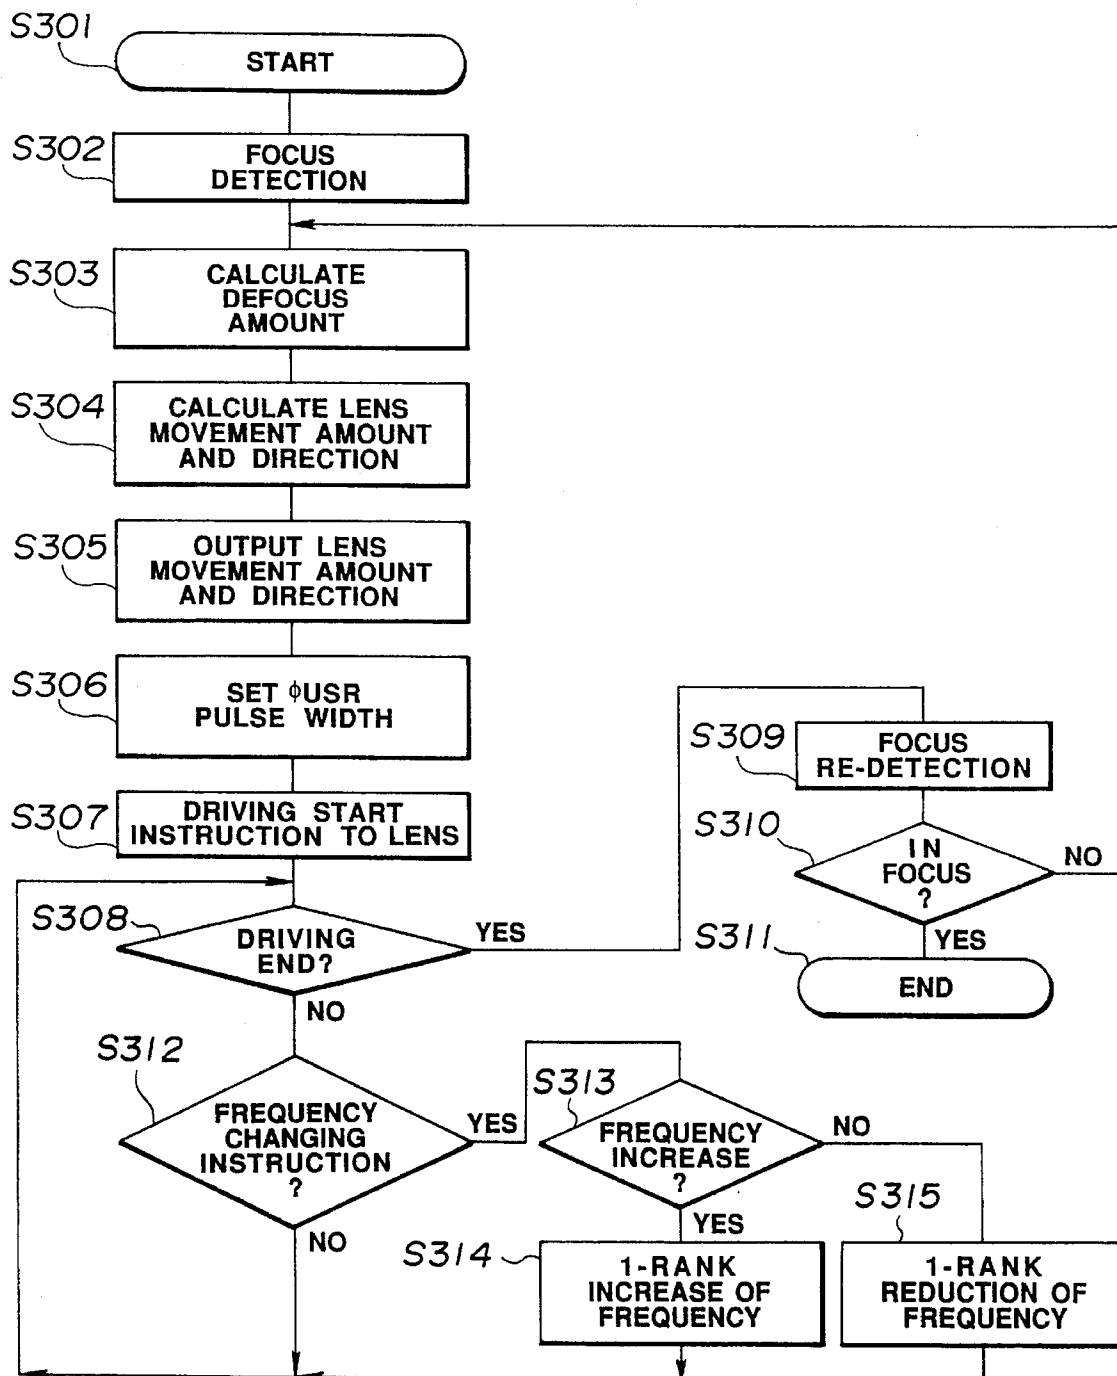 S301
START
S302
FOCUS
DETECTION
S303
CALCULATE
DEFOCUS
AMOUNT
S304
CALCULATE LENS
MOVEMENT AMOUNT
AND DIRECTION
S305
OUTPUT LENS
MOVEMENT AMOUNT
AND DIRECTION
S306
SET ΦUSR
PULSE WIDTH
S307
DRIVING START
INSTRUCTION TO LENS
S308
DRIVING
END?
YES
NO
S309
FOCUS
RE-DETECTION
S310
IN
FOCUS
?
NO
YES
S311
END
S312
FREQUENCY
CHANGING
INSTRUCTION
?
YES
NO
S313
FREQUENCY
INCREASE
?
NO
YES
S314
1-RANK
INCREASE OF
FREQUENCY
S315
1-RANK
REDUCTION OF
FREQUENCY